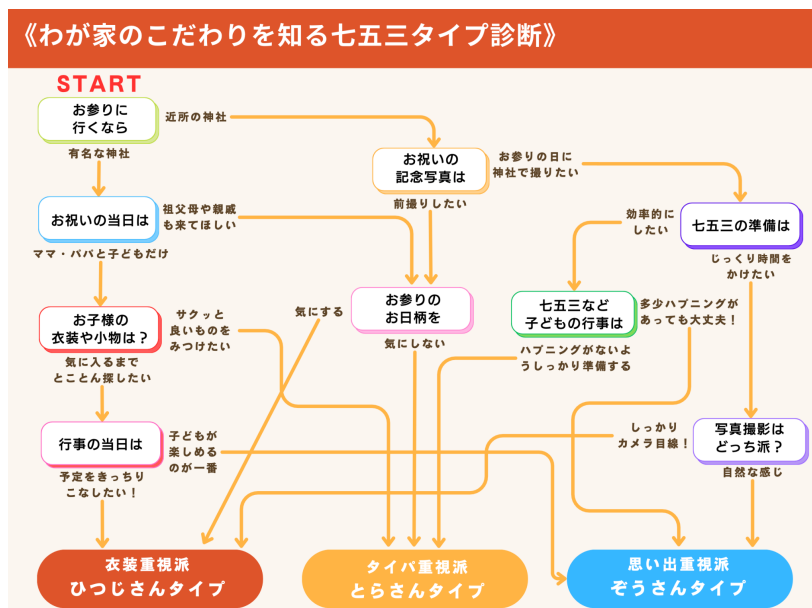 《わが家のこだわりを知る七五三タイプ診断》
START
お参りに
行くなら
近所の神社
有名な神社
お祝いの
記念写真は
お参りの日に
神社で撮りたい
前撮りしたい
お祝いの当日は
祖父母や親戚
も来てほしい
ママ・パパと子どもだけ
効率的に
したい
七五三の準備は
じっくり時間を
かけたい
お子様の
衣装や小物は？
サクッと
良いものを
みつけたい
気に入るまで
とことん探したい
気にする
お参りの
お日柄を
気にしない
七五三など
子どもの行事は
多少ハプニングが
あっても大丈夫！
ハプニングがないよ
うしっかり準備する
行事の当日は
子どもが
楽しめる
のが一番
予定をきっちり
こなしたい！
しっかり
カメラ目線！
写真撮影は
どっち派？
自然な感じ
衣装重視派
ひつじさんタイプ
タイパ重視派
とらさんタイプ
思い出重視派
ぞうさんタイプ